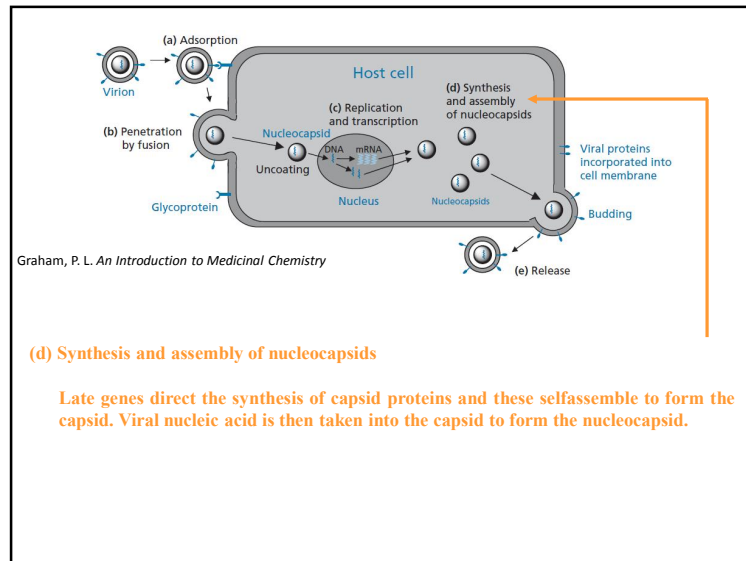 (a) Adsorption
Virion
Host cell
(b) Penetration
by fusion
Nucleocapsid
Uncoating
(c) Replication
and transcription
DNA
mRNA
Nucleus
(d) Synthesis
and assembly
of nucleocapsids
Nucleocapsids
Viral proteins
incorporated into
cell membrane
Glycoprotein
Budding
(e) Release
Graham, P. L. An Introduction to Medicinal Chemistry
(d) Synthesis and assembly of nucleocapsids
Late genes direct the synthesis of capsid proteins and these selfassemble to form the
capsid. Viral nucleic acid is then taken into the capsid to form the nucleocapsid.